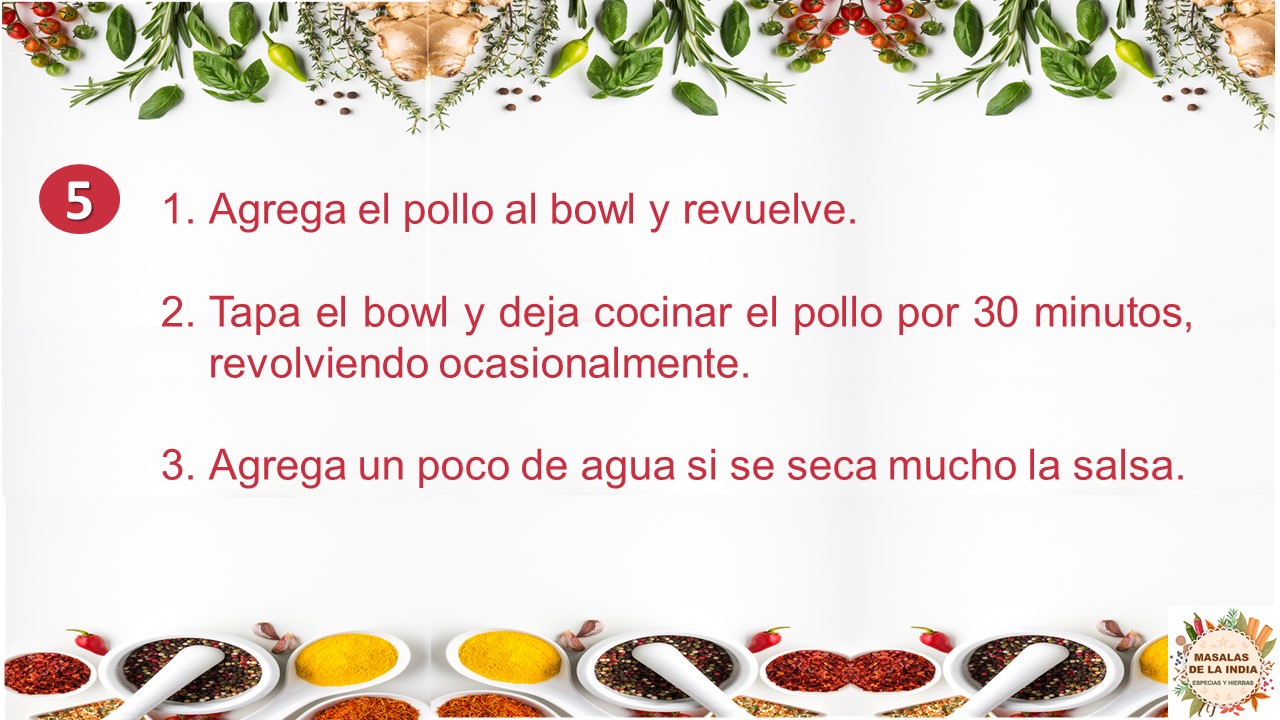 5
1. Agrega el pollo al bowl y revuelve.
2. Tapa el bowl y deja cocinar el pollo por 30 minutos,
revolviendo ocasionalmente.
3. Agrega un poco de agua si se seca mucho la salsa.
MASALAS
DE LA INDIA
ESPECIAS Y HIERBAS